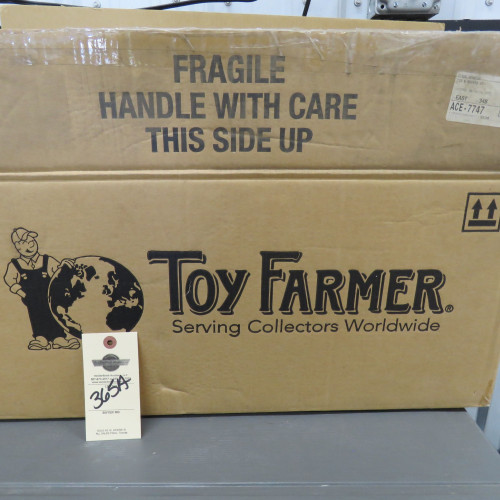 FRAGILE
HANDLE WITH CARE
THIS SIDE UP
ACE-7747
TOY FARMER®
Serving Collectors Worldwide
365A